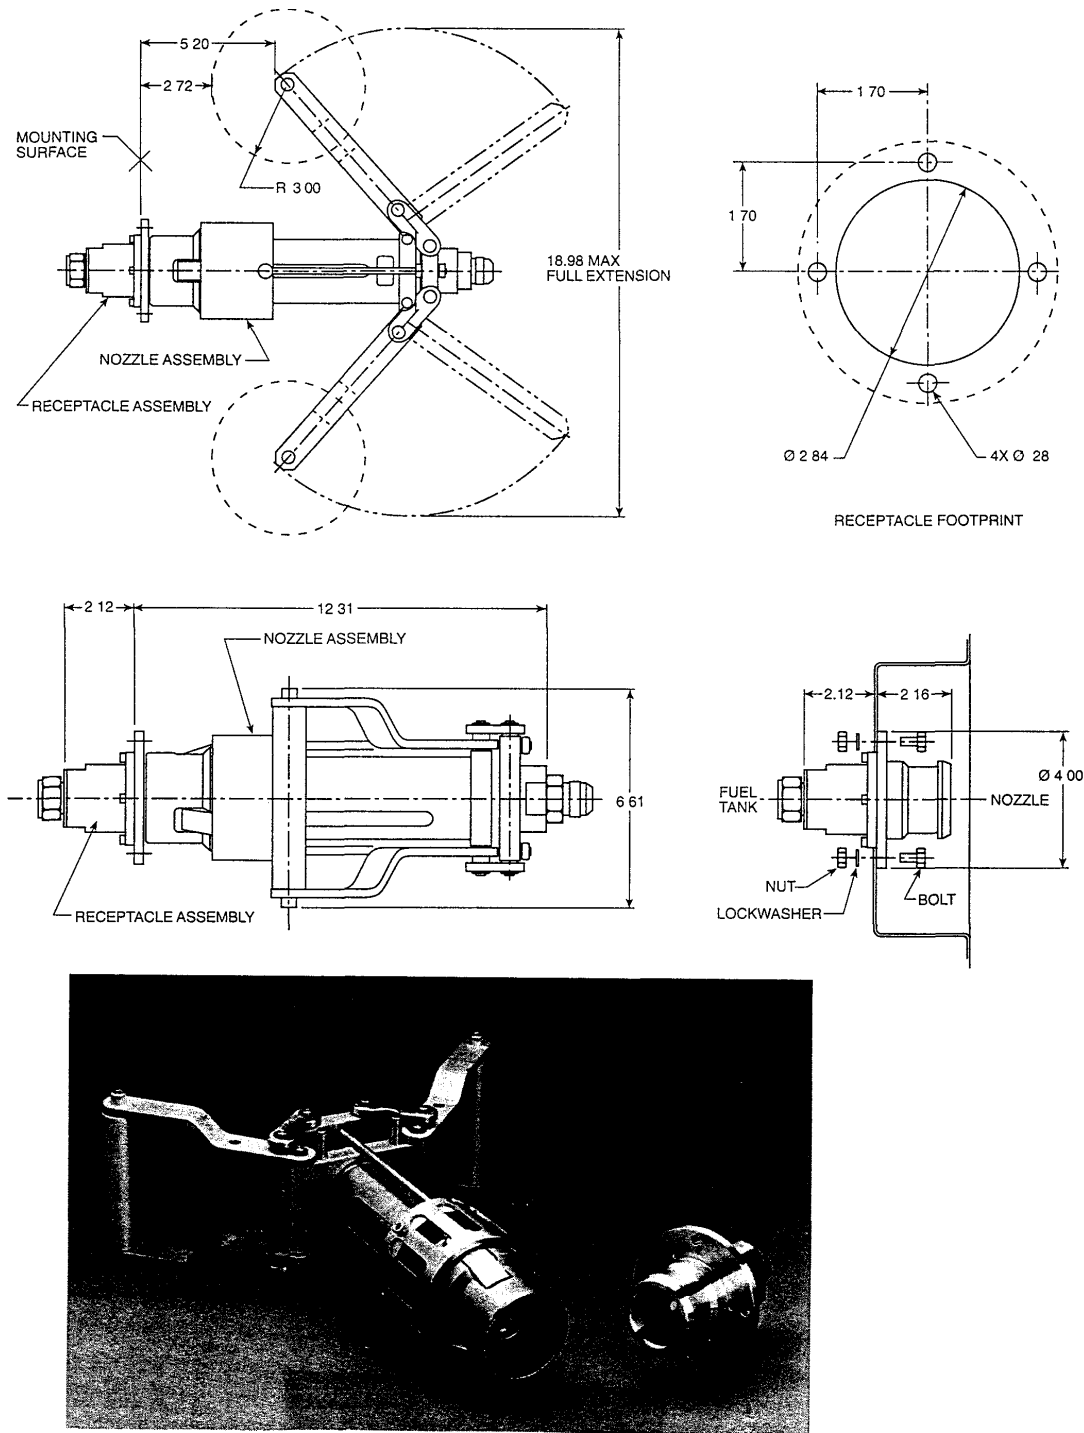 5 20
2 72
MOUNTING
SURFACE
R 3 00
18.98 MAX
FULL EXTENSION
NOZZLE ASSEMBLY
RECEPTACLE ASSEMBLY
1 70
1 70
Ø 2 84
4X Ø 28
RECEPTACLE FOOTPRINT
2 12
12 31
NOZZLE ASSEMBLY
6 61
RECEPTACLE ASSEMBLY
2.12
2 16
Ø 4 00
FUEL
TANK
NOZZLE
NUT
LOCKWASHER
BOLT